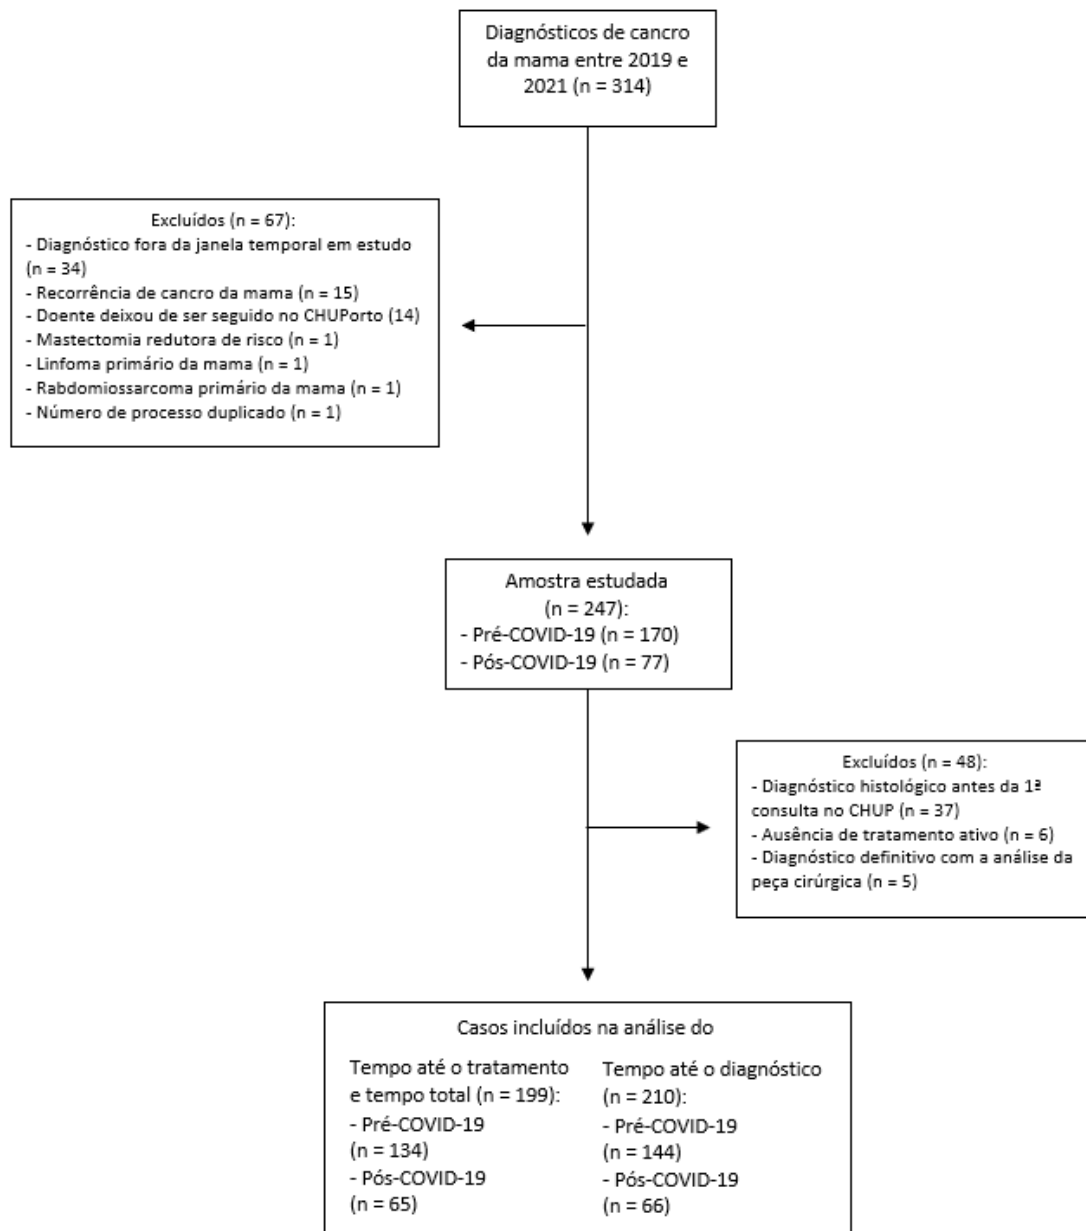 Diagnósticos de cancro
da mama entre 2019 e
2021 (n = 314)
Excluídos (n = 67):
- Diagnóstico fora da janela temporal em estudo
(n = 34)
- Recorrência de cancro da mama (n = 15)
- Doente deixou de ser seguido no CHUPorto (14)
- Mastectomia redutora de risco (n = 1)
- Linfoma primário da mama (n = 1)
- Rabdomiossarcoma primário da mama (n = 1)
- Número de processo duplicado (n = 1)
Amostra estudada
(n = 247):
- Pré-COVID-19 (n = 170)
- Pós-COVID-19 (n = 77)
Excluídos (n = 48):
- Diagnóstico histológico antes da 1ª
consulta no CHUP (n = 37)
- Ausência de tratamento ativo (n = 6)
- Diagnóstico definitivo com a análise da
peça cirúrgica (n = 5)
Casos incluídos na análise do
Tempo até o tratamento
e tempo total (n = 199):
- Pré-COVID-19
(n = 134)
- Pós-COVID-19
(n = 65)
Tempo até o diagnóstico
(n = 210):
- Pré-COVID-19
(n = 144)
- Pós-COVID-19
(n = 66)